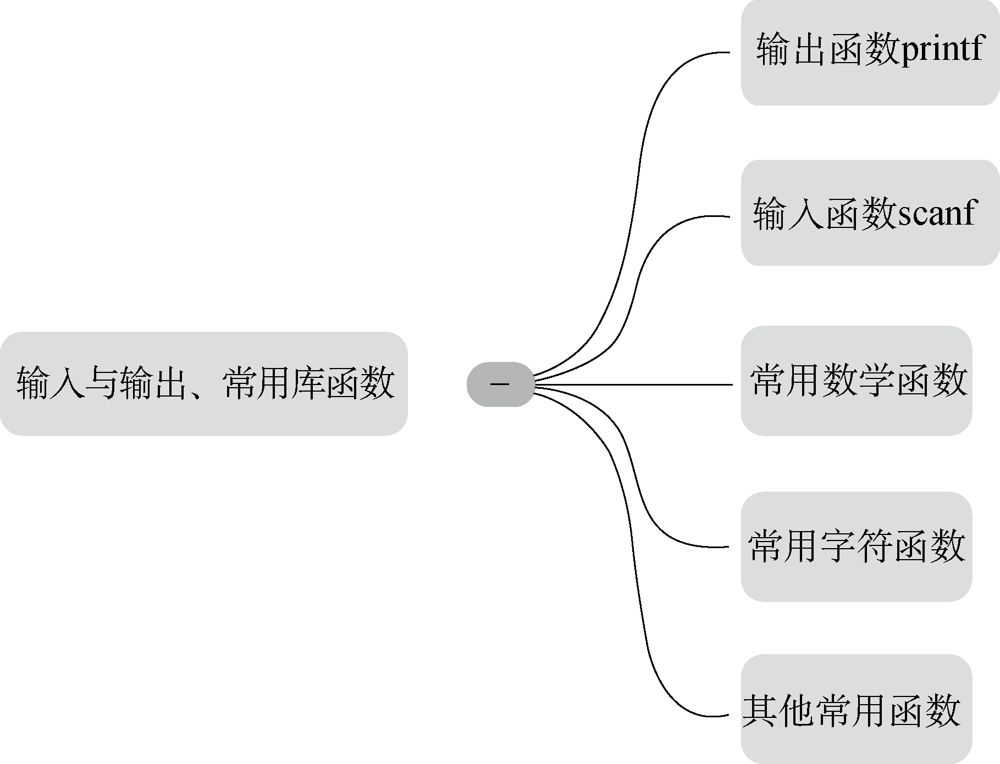 输出函数printf
输入函数scanf
输入与输出、常用库函数
常用数学函数
常用字符函数
其他常用函数